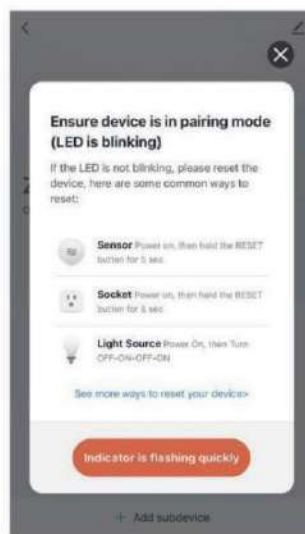 Ensure device is in pairing mode
(LED is blinking)
If the LED is not blinking, please reset the
device, here are some common ways to
reset:
Sensor Power on, then hold the RESET
button for 5 sec
Socket Power on, then hold the RESET
button for 5 sec
Light Source Power On, then Turn
OFF-ON-OFF-ON
See more ways to reset your device>
Indicator is flashing quickly
+ Add subdevice